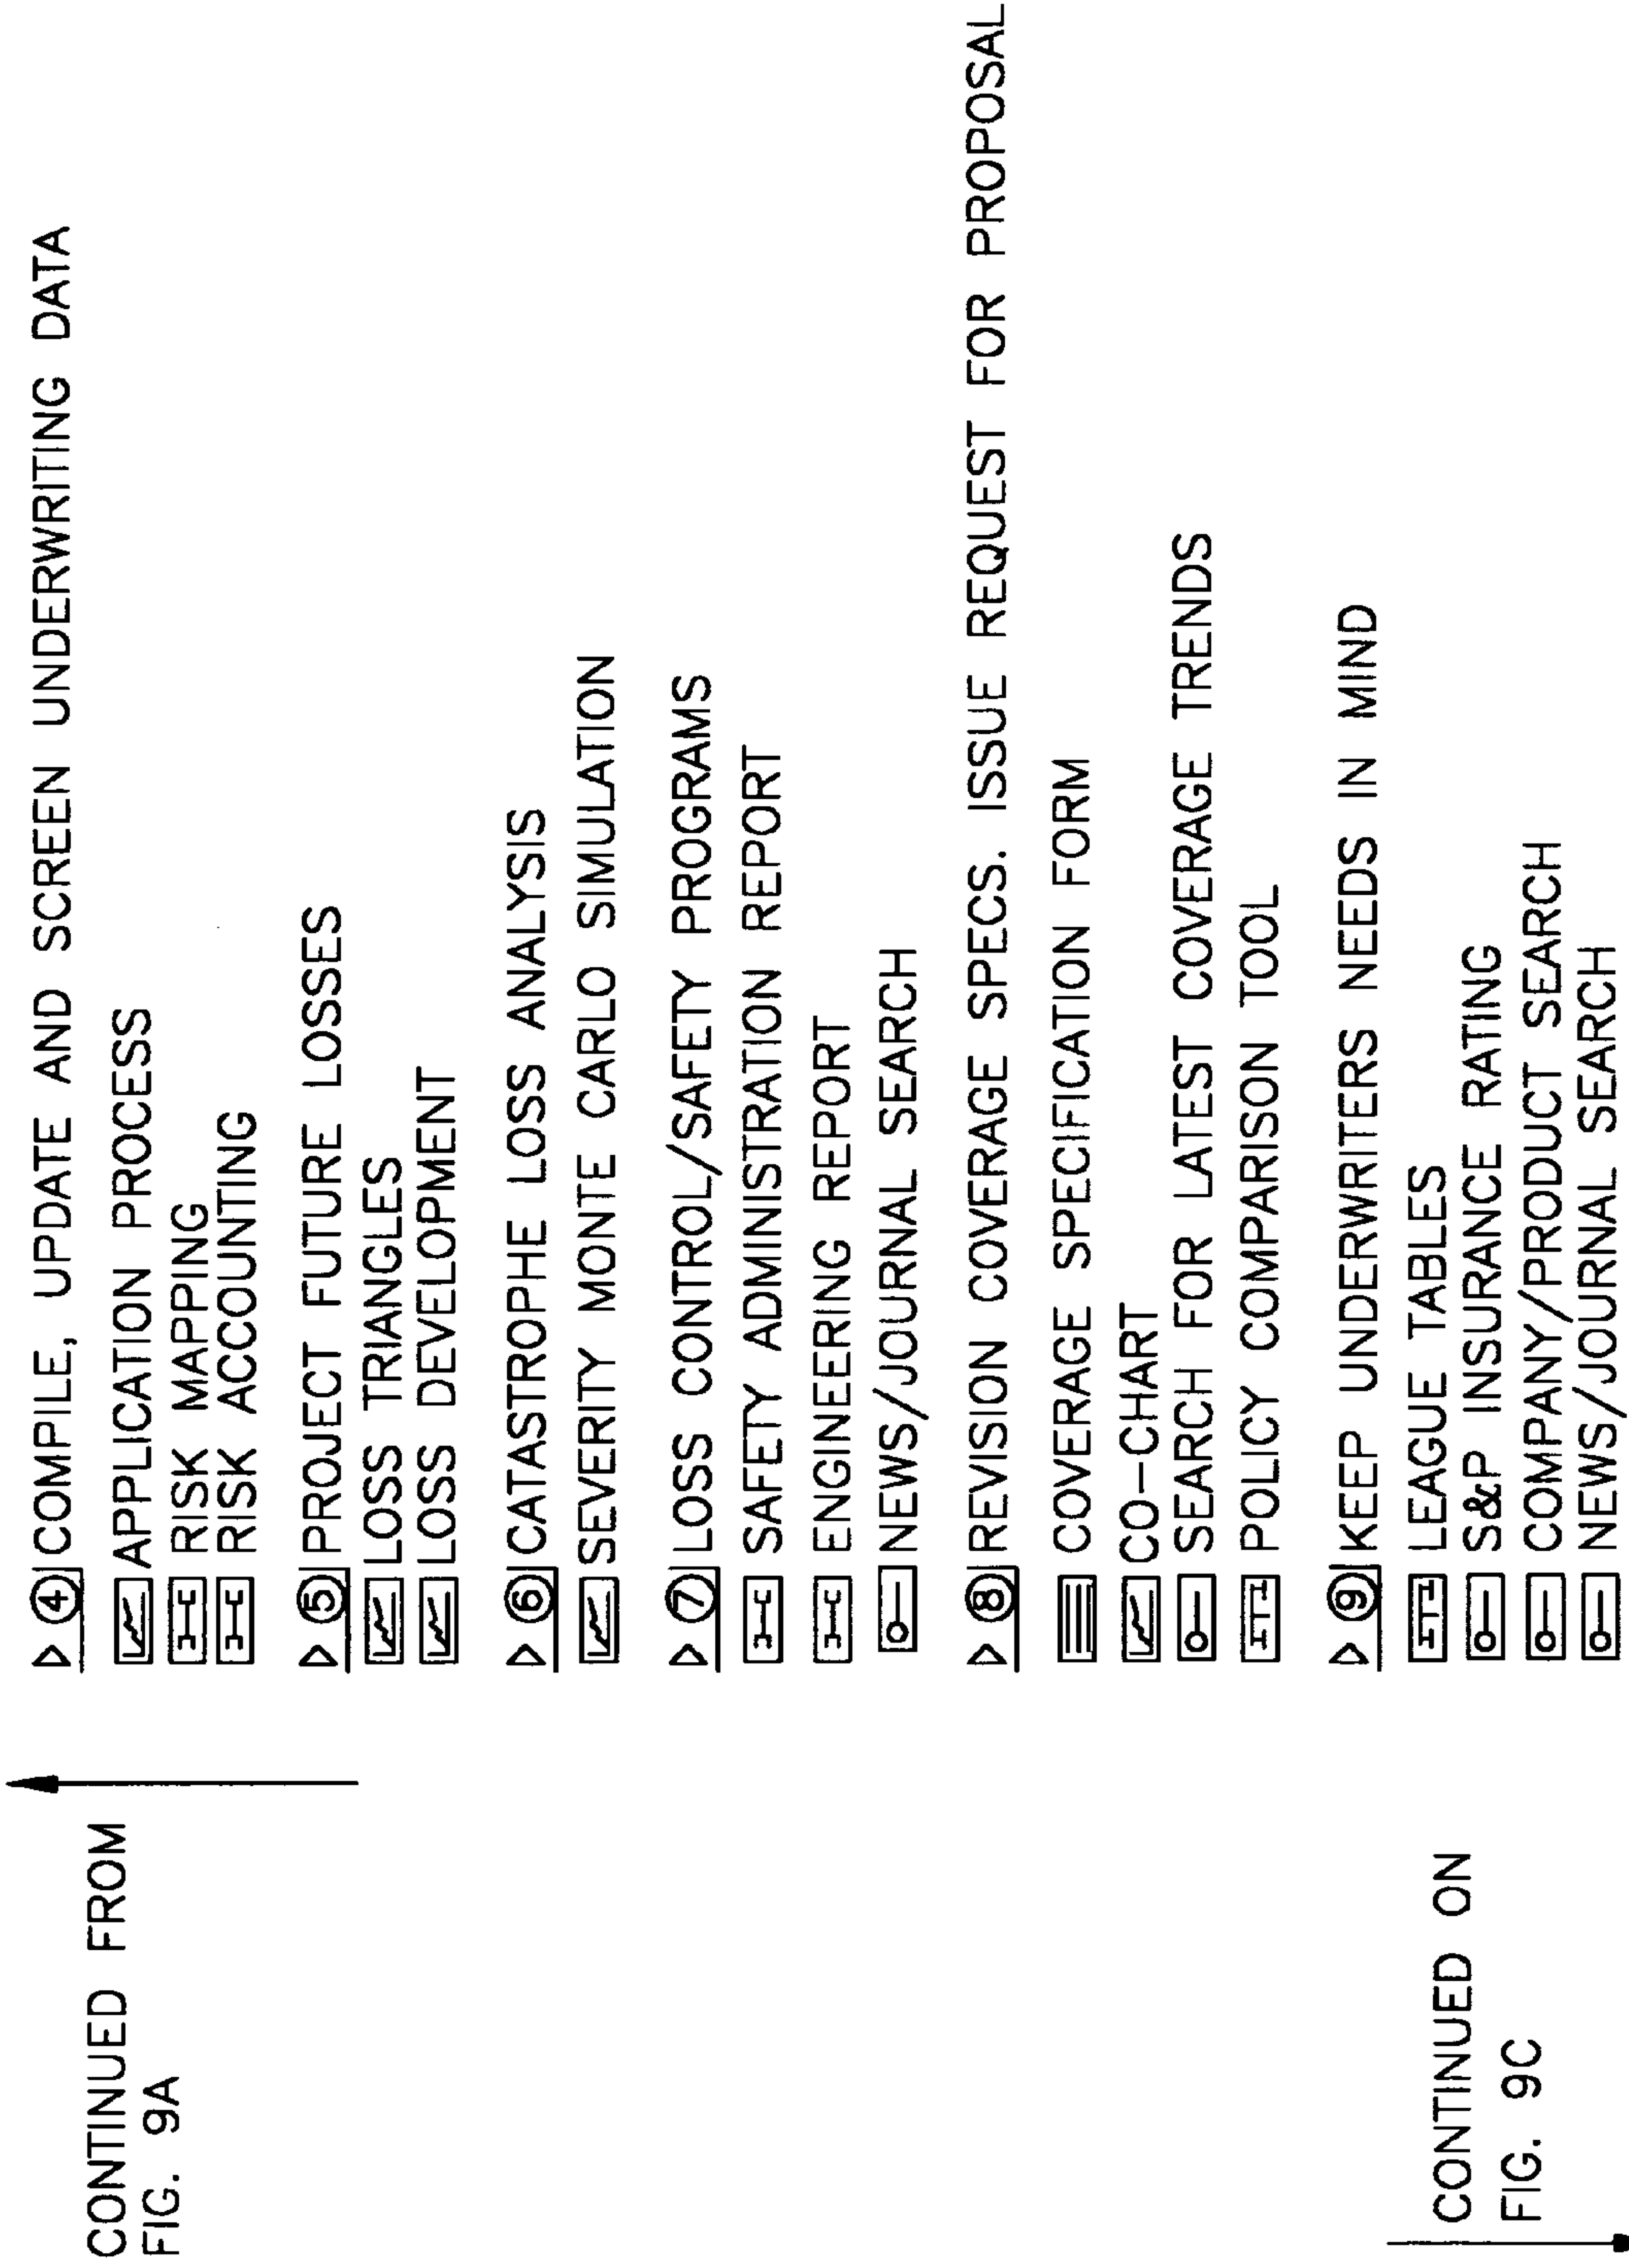 CONTINUED FROM
FIG. 9A
4 COMPILE, UPDATE AND SCREEN UNDERWRITING DATA
APPLICATION PROCESS
RISK MAPPING
RISK ACCOUNTING
5 PROJECT FUTURE LOSSES
LOSS TRIANGLES
LOSS DEVELOPMENT
6 CATASTROPHE LOSS ANALYSIS
SEVERITY MONTE CARLO SIMULATION
7 LOSS CONTROL/SAFETY PROGRAMS
SAFETY ADMINISTRATION REPORT
ENGINEERING REPORT
NEWS/JOURNAL SEARCH
8 REVISION COVERAGE SPECS. ISSUE REQUEST FOR PROPOSAL
COVERAGE SPECIFICATION FORM
CO-CHART
SEARCH FOR LATEST COVERAGE TRENDS
POLICY COMPARISON TOOL
9 KEEP UNDERWRITERS NEEDS IN MIND
LEAGUE TABLES
S&P INSURANCE RATING
COMPANY/PRODUCT SEARCH
NEWS/JOURNAL SEARCH
CONTINUED ON
FIG. 9C